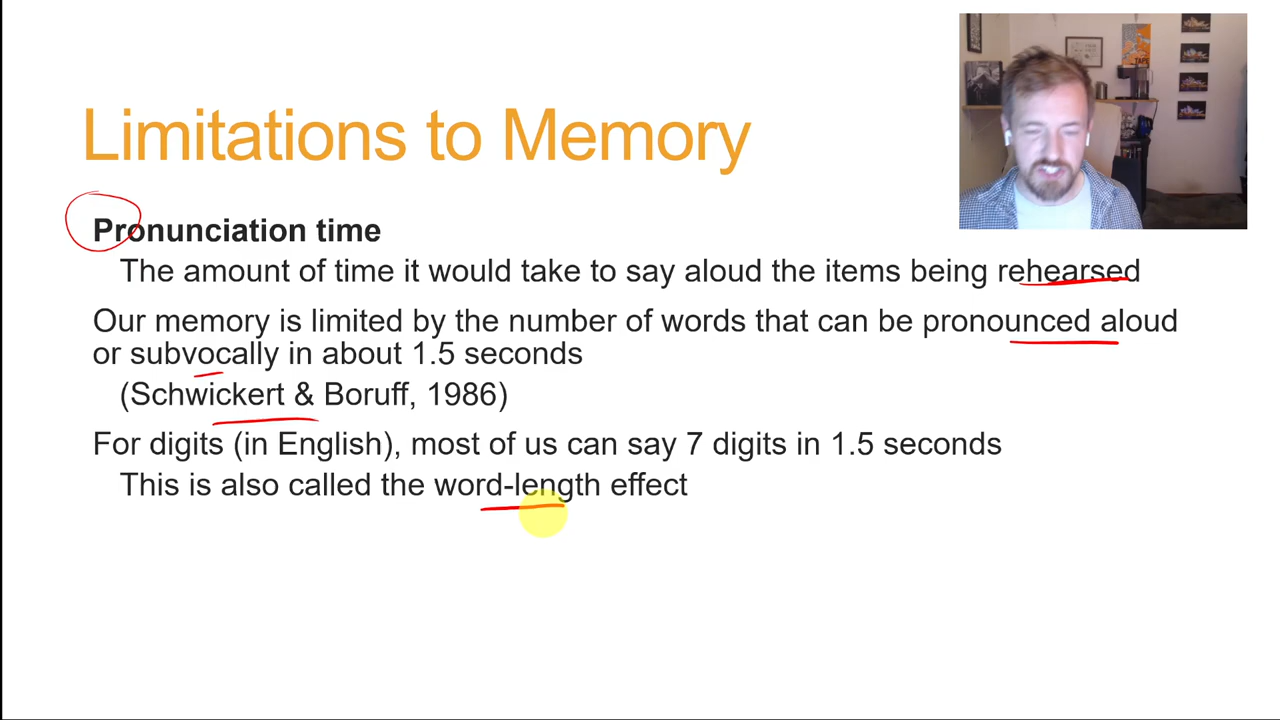 Limitations to Memory
Pronunciation time
The amount of time it would take to say aloud the items being rehearsed
Our memory is limited by the number of words that can be pronounced aloud
or subvocally in about 1.5 seconds
(Schwickert & Boruff, 1986)
For digits (in English), most of us can say 7 digits in 1.5 seconds
This is also called the word-length effect
TAPE